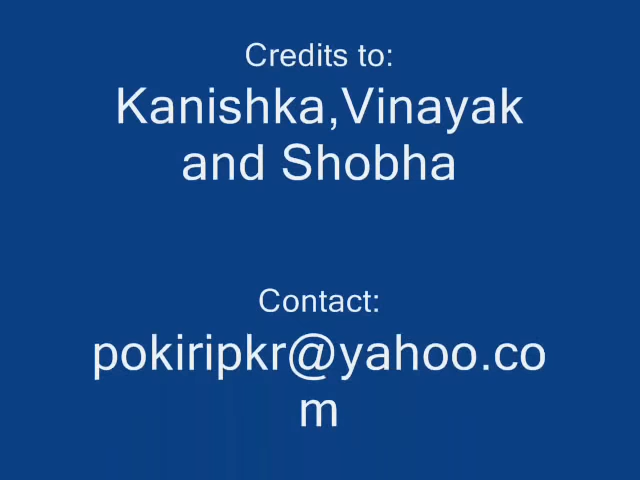 Credits to:
Kanishka,Vinayak
and Shobha
Contact:
pokiripkr@yahoo.co
m